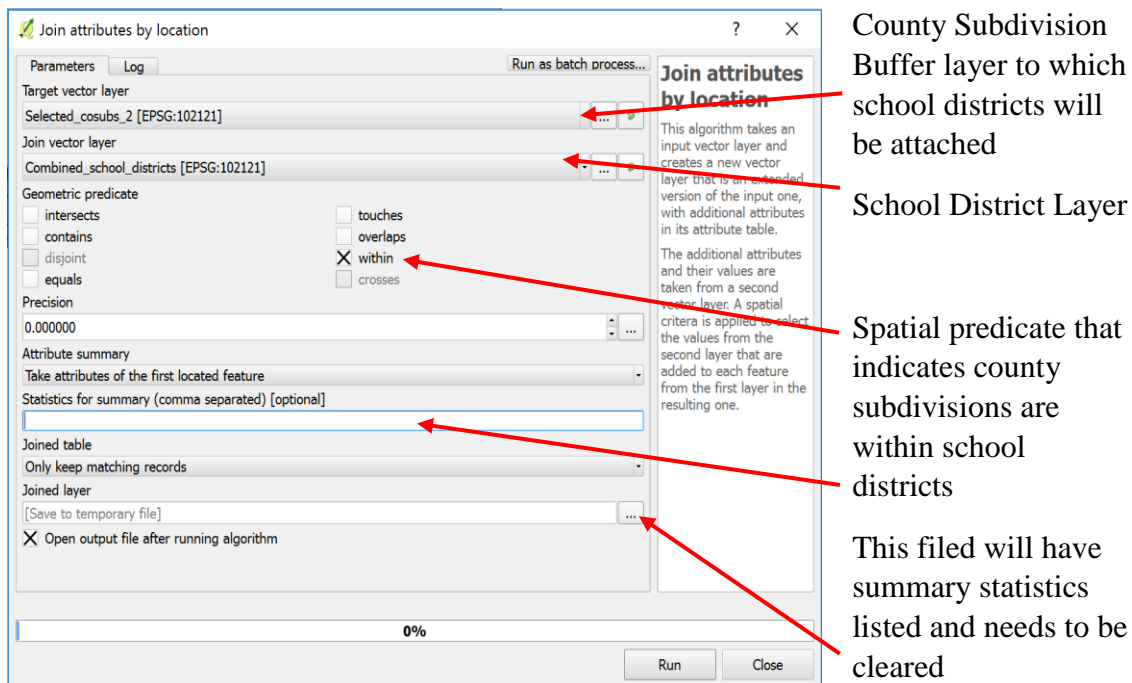 Join attributes by location
?
Parameters
Log
Run as batch process...
Target vector layer
Selected_cosubs_2 [EPSG:102121]
...
Join vector layer
Combined_school_districts [EPSG:102121]
...
Geometric predicate
intersects
touches
contains
overlaps
disjoint
within
equals
crosses
Precision
0.000000
...
Attribute summary
Take attributes of the first located feature
Statistics for summary (comma separated) [optional]
Joined table
Only keep matching records
Joined layer
[Save to temporary file]
...
Open output file after running algorithm
0%
Run
Close
Join attributes
by location
This algorithm takes an
input vector layer and
creates a new vector
layer that is an extended
version of the input one,
with additional attributes
in its attribute table.
The additional attributes
and their values are
taken from a second
vector layer. A spatial
critera is applied to select
the values from the
second layer that are
added to each feature
from the first layer in the
resulting one.
County Subdivision
Buffer layer to which
school districts will
be attached
School District Layer
Spatial predicate that
indicates county
subdivisions are
within school
districts
This filed will have
summary statistics
listed and needs to be
cleared